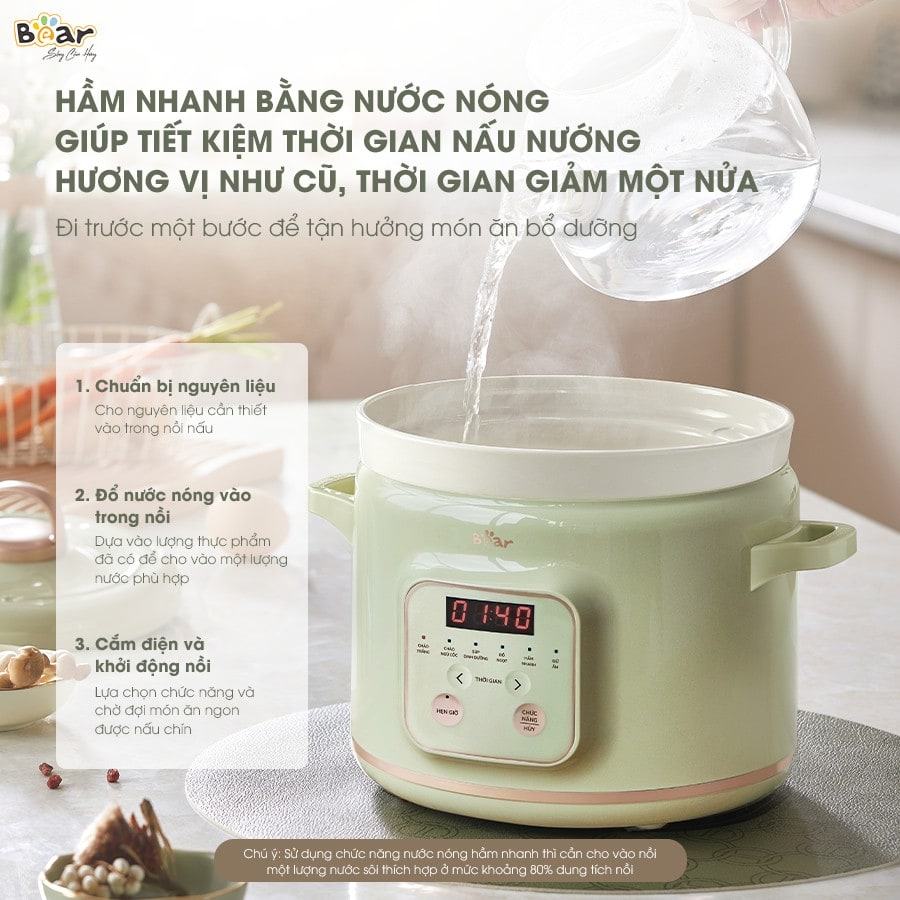 Bear
Sống Cảm Hứng
HẦM NHANH BẰNG NƯỚC NÓNG
GIÚP TIẾT KIỆM THỜI GIAN NẤU NƯỚNG
HƯƠNG VỊ NHƯ CŨ, THỜI GIAN GIẢM MỘT NỬA
Đi trước một bước để tận hưởng món ăn bổ dưỡng
1. Chuẩn bị nguyên liệu
Cho nguyên liệu cần thiết
vào trong nồi nấu
2. Đổ nước nóng vào
trong nồi
Dựa vào lượng thực phẩm
đã có để cho vào một lượng
nước phù hợp
3. Cắm điện và
khởi động nồi
Lựa chọn chức năng và
chờ đợi món ăn ngon
được nấu chín
Bear
01:40
CHÁO TRẮNG
CHÁO NGŨ CỐC
SÚP DINH DƯỠNG
ĐỒ NGỌT
HẦM NHANH
GIỮ ẤM
< THỜI GIAN >
HẸN GIỜ
CHỨC NĂNG
HỦY
Chú ý: Sử dụng chức năng nước nóng hầm nhanh thì cần cho vào nồi
một lượng nước sôi thích hợp ở mức khoảng 80% dung tích nồi